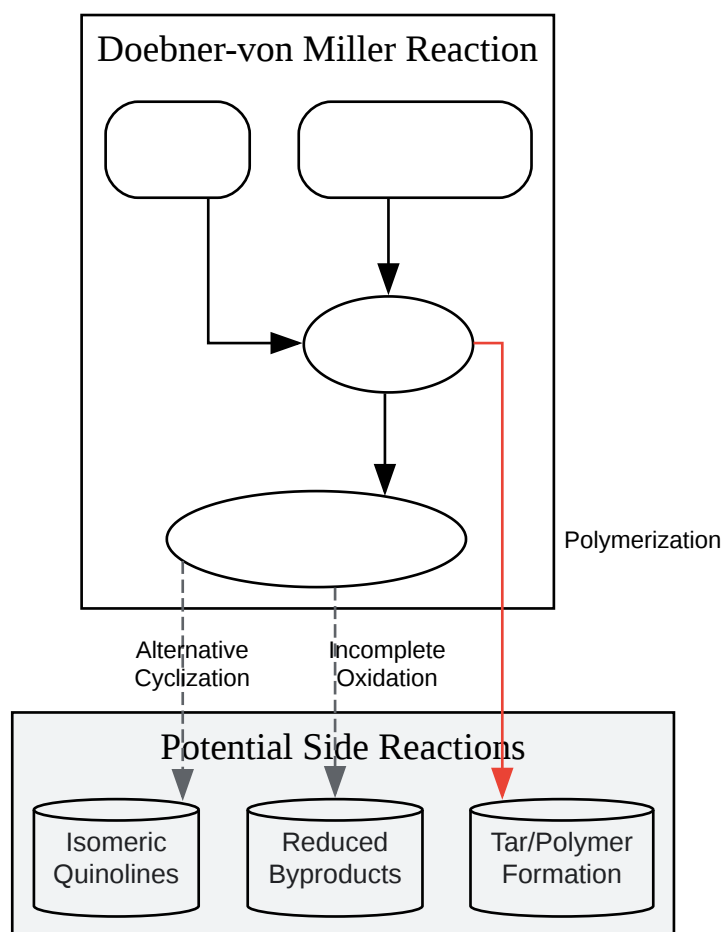 Doebner-von Miller Reaction
Polymerization
Alternative
Cyclization
Incomplete
Oxidation
Potential Side Reactions
Isomeric
Quinolines
Reduced
Byproducts
Tar/Polymer
Formation